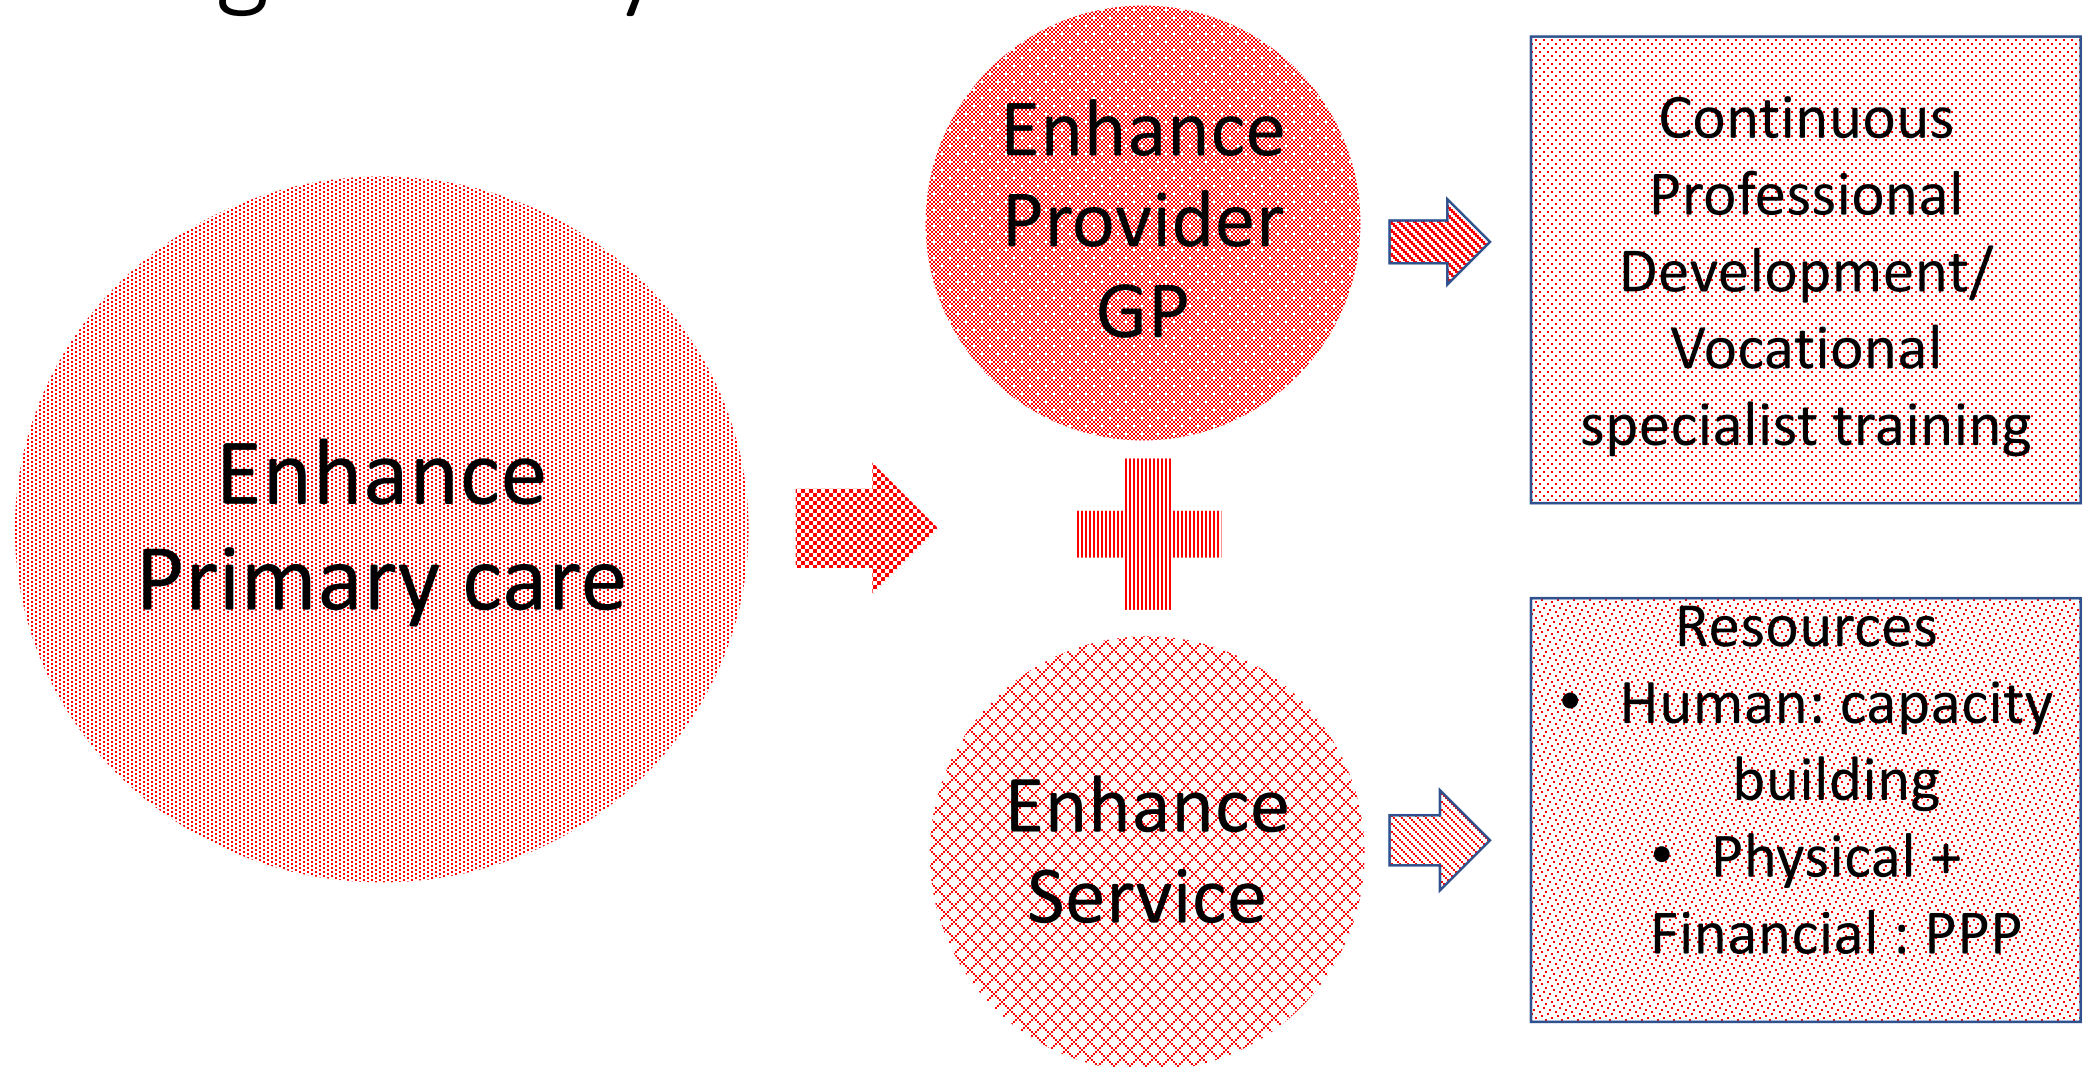 Enhance
Primary care
Enhance
Provider
GP
Enhance
Service
Continuous
Professional
Development/
Vocational
specialist training
Resources
• Human: capacity
building
• Physical +
Financial : PPP